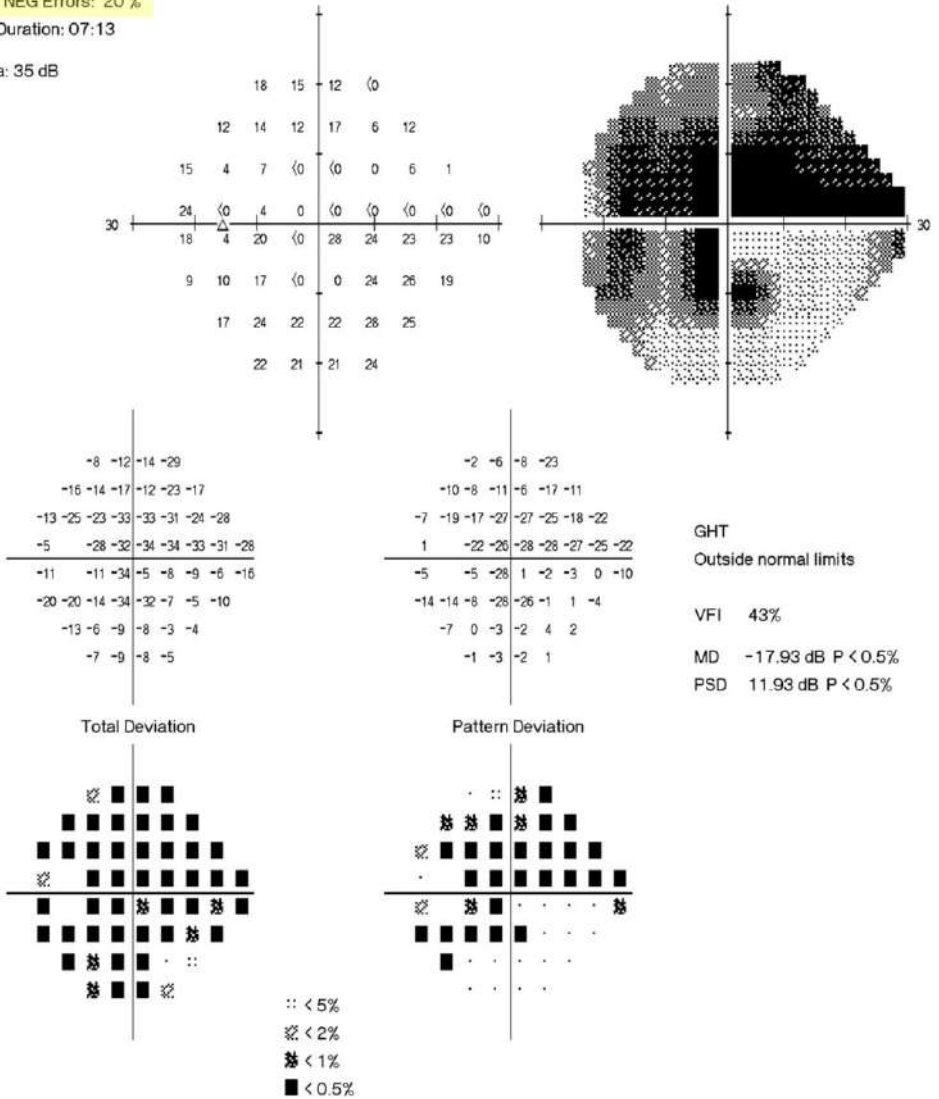 NEG Errors: 20 %
Duration: 07:13
a: 35 dB
18 15 12 <0
12 14 12 17 6 12
15 4 7 <0 <0 0 6 1
24 <0 4 0 <0 <0 <0 <0 <0
30 30
18 4 20 <0 28 24 23 23 10
9 10 17 <0 0 24 26 19
17 24 22 22 28 25
22 21 21 24
-8 -12 -14 -29
-16 -14 -17 -12 -23 -17
-13 -25 -23 -33 -33 -31 -24 -28
-5 -28 -32 -34 -34 -33 -31 -28
-11 -11 -34 -5 -8 -9 -6 -16
-20 -20 -14 -34 -32 -7 -5 -10
-13 -6 -9 -8 -3 -4
-7 -9 -8 -5
Total Deviation
-2 -6 -8 -23
-10 -8 -11 -6 -17 -11
-7 -19 -17 -27 -27 -25 -18 -22
1 -22 -26 -28 -28 -27 -25 -22
-5 -5 -28 1 -2 -3 0 -10
-14 -14 -8 -28 -26 -1 1 -4
-7 0 -3 -2 4 2
-1 -3 -2 1
Pattern Deviation
GHT
Outside normal limits
VFI 43%
MD -17.93 dB P < 0.5%
PSD 11.93 dB P < 0.5%
< 5%
< 2%
< 1%
< 0.5%